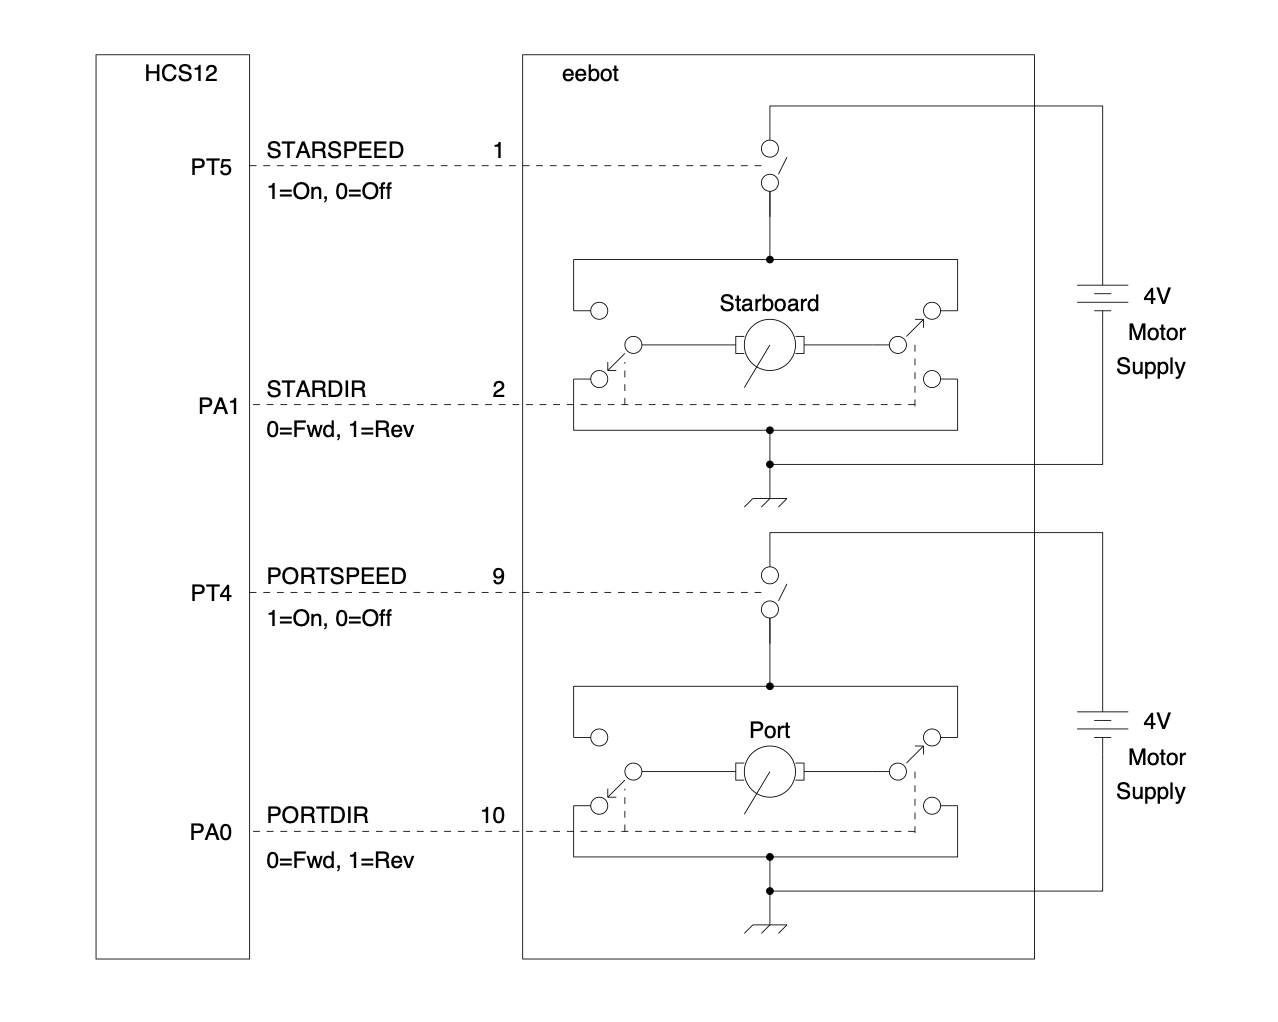 HCS12
eebot
PT5
STARSPEED
1
1=On, 0=Off
Starboard
4V
Motor
Supply
PA1
STARDIR
2
0=Fwd, 1=Rev
PT4
PORTSPEED
9
1=On, 0=Off
Port
4V
Motor
Supply
PA0
PORTDIR
10
0=Fwd, 1=Rev